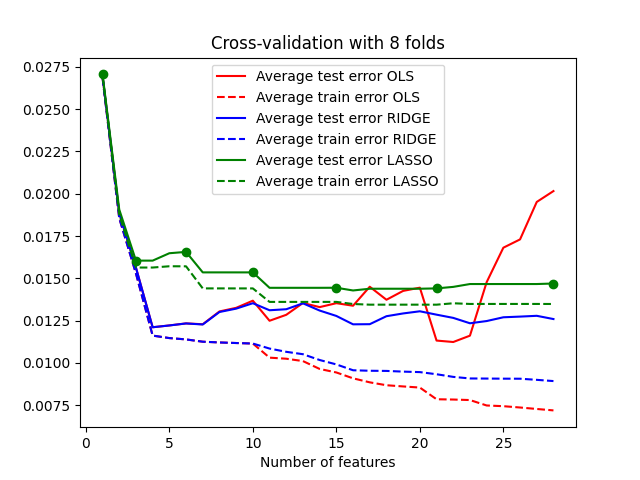 Cross-validation with 8 folds
0.0275
0.0250
0.0225
0.0200
0.0175
0.0150
0.0125
0.0100
0.0075
Average test error OLS
Average train error OLS
Average test error RIDGE
Average train error RIDGE
Average test error LASSO
Average train error LASSO
0 5 10 15 20 25
Number of features